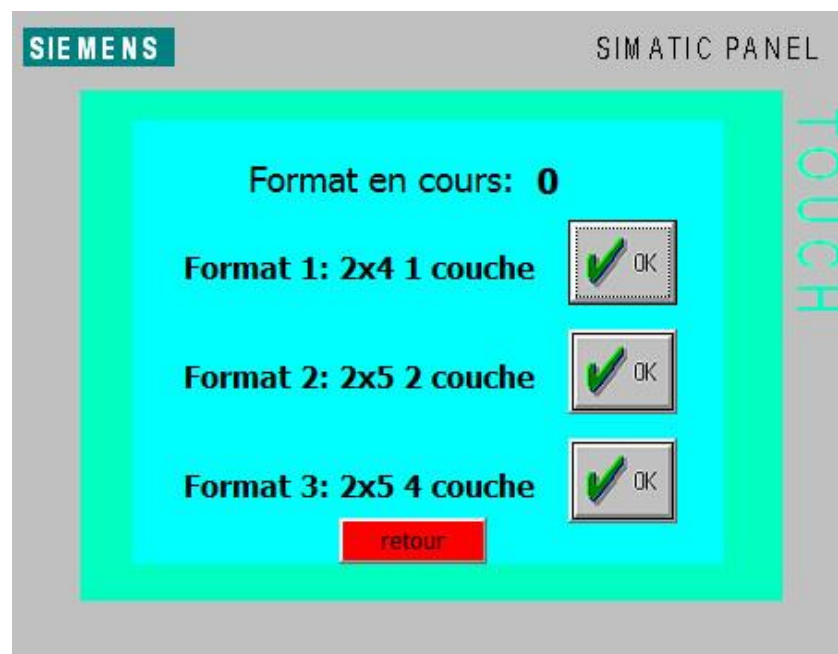 SIEMENS
SIMATIC PANEL
TOUCH
Format en cours: 0
Format 1: 2x4 1 couche
OK
Format 2: 2x5 2 couche
OK
Format 3: 2x5 4 couche
OK
retour